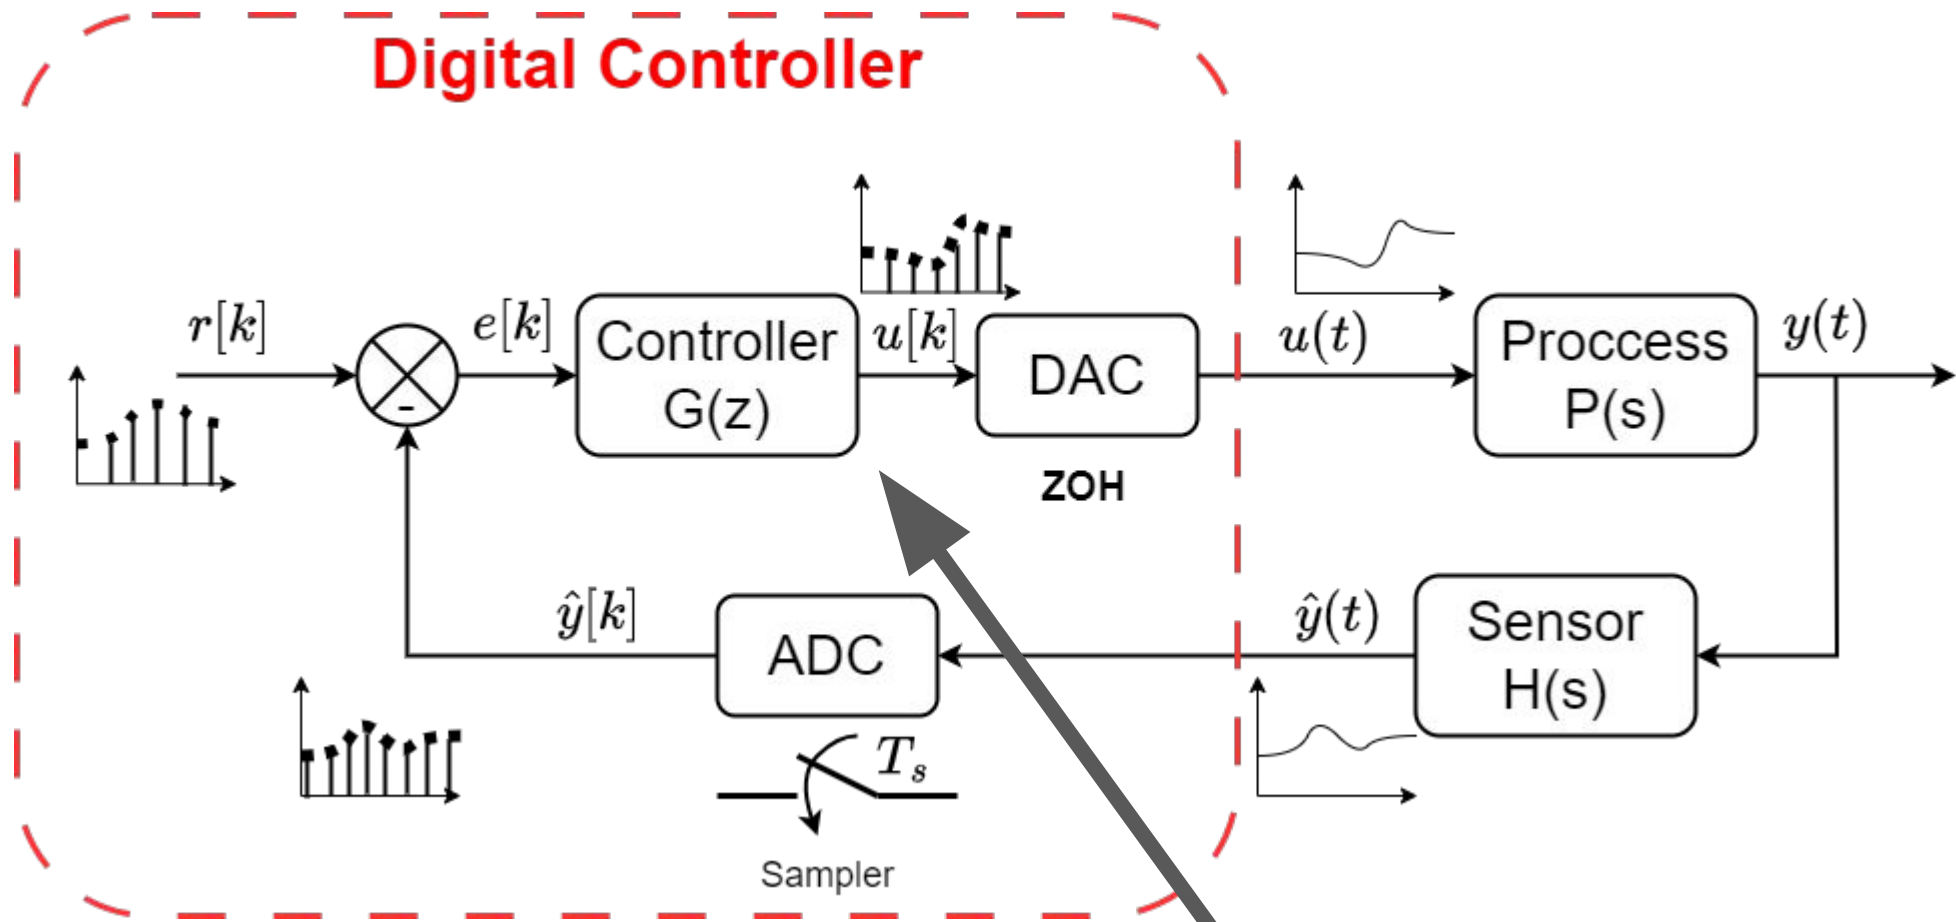 Digital Controller
r[k]
e[k]
Controller
G(z)
u[k]
DAC
ZOH
u(t)
Proccess
P(s)
y(t)
-
ŷ[k]
ADC
ŷ(t)
Sensor
H(s)
T_s
Sampler